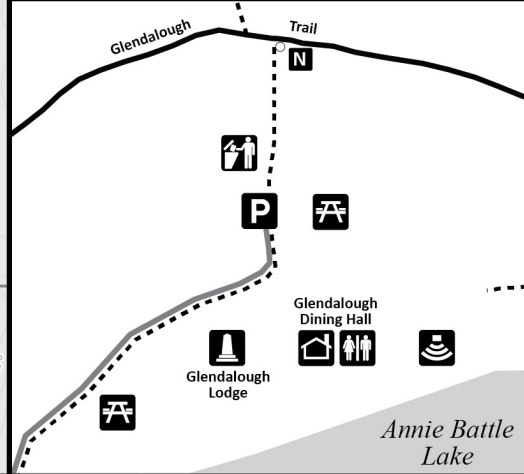 Glendalough Trail
N
P
Glendalough
Dining Hall
Glendalough
Lodge
Annie Battle
Lake